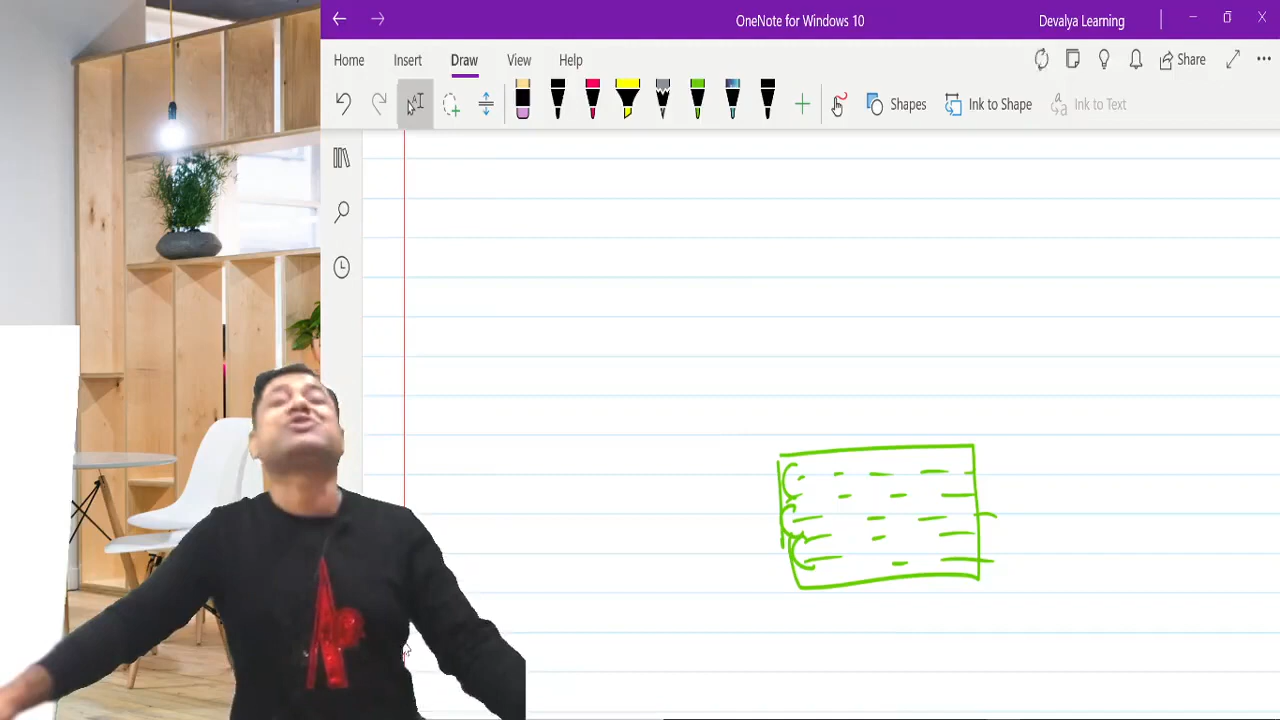 OneNote for Windows 10
Devalya Learning
Home
Insert
Draw
View
Help
Share
Shapes
Ink to Shape
Ink to Text